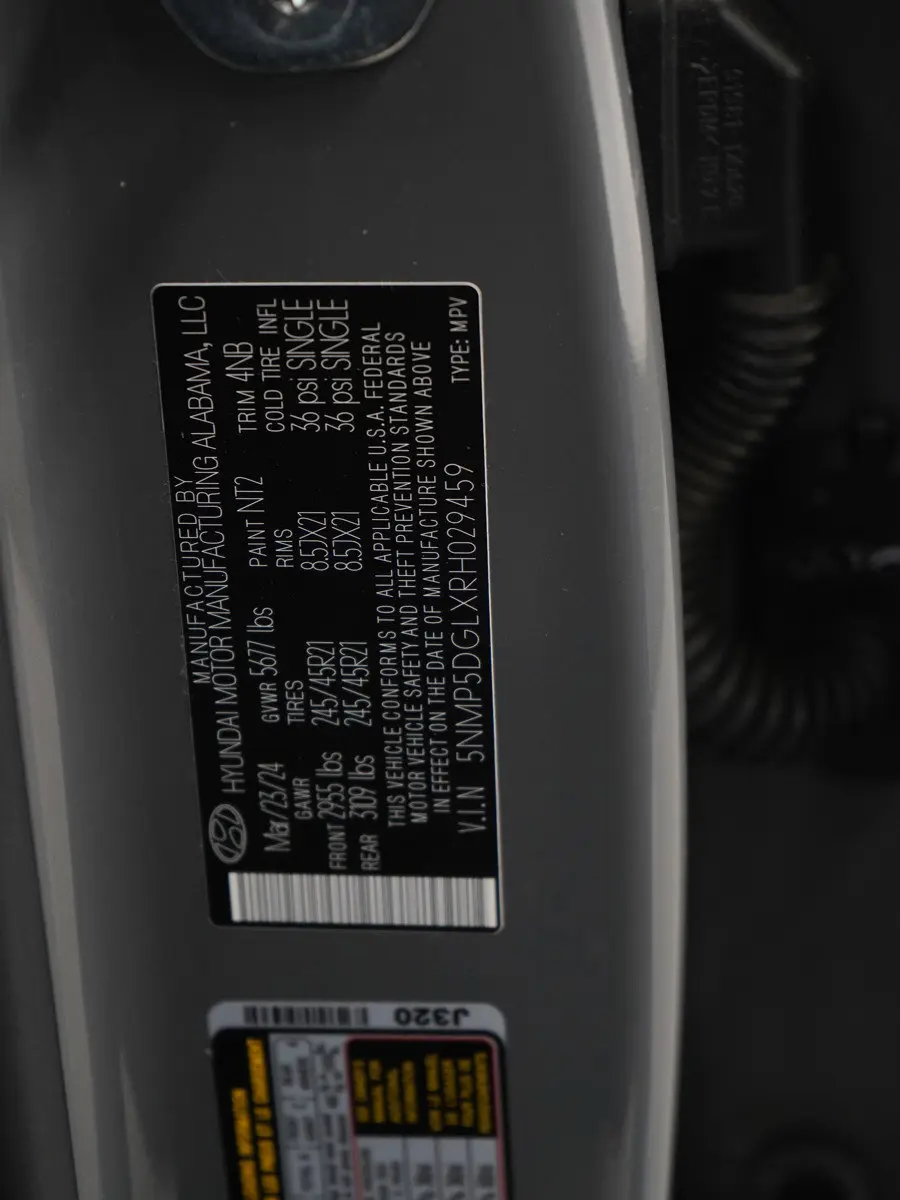 MANUFACTURED BY
HYUNDAI MOTOR MANUFACTURING ALABAMA, LLC
Mar/23/24 GVWR 5677 lbs PAINT NT2 TRIM 4NB
GAWR TIRES RIMS COLD TIRE INFL
FRONT 2955 lbs 245/45R21 8.5JX21 36 psi SINGLE
REAR 3109 lbs 245/45R21 8.5JX21 36 psi SINGLE
THIS VEHICLE CONFORMS TO ALL APPLICABLE U.S.A. FEDERAL
MOTOR VEHICLE SAFETY AND THEFT PREVENTION STANDARDS
IN EFFECT ON THE DATE OF MANUFACTURE SHOWN ABOVE
V.I.N 5NMP5DGLXRH029459 TYPE: MPV
J320